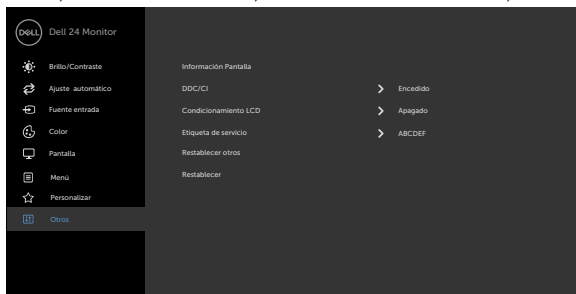 DELL Dell 24 Monitor
Brillo/Contraste
Ajuste automático
Fuente entrada
Color
Pantalla
Menú
Personalizar
Otros
Información Pantalla
DDC/CI Encedido
Condicionamiento LCD Apagado
Etiqueta de servicio ABCDEF
Restablecer otros
Restablecer